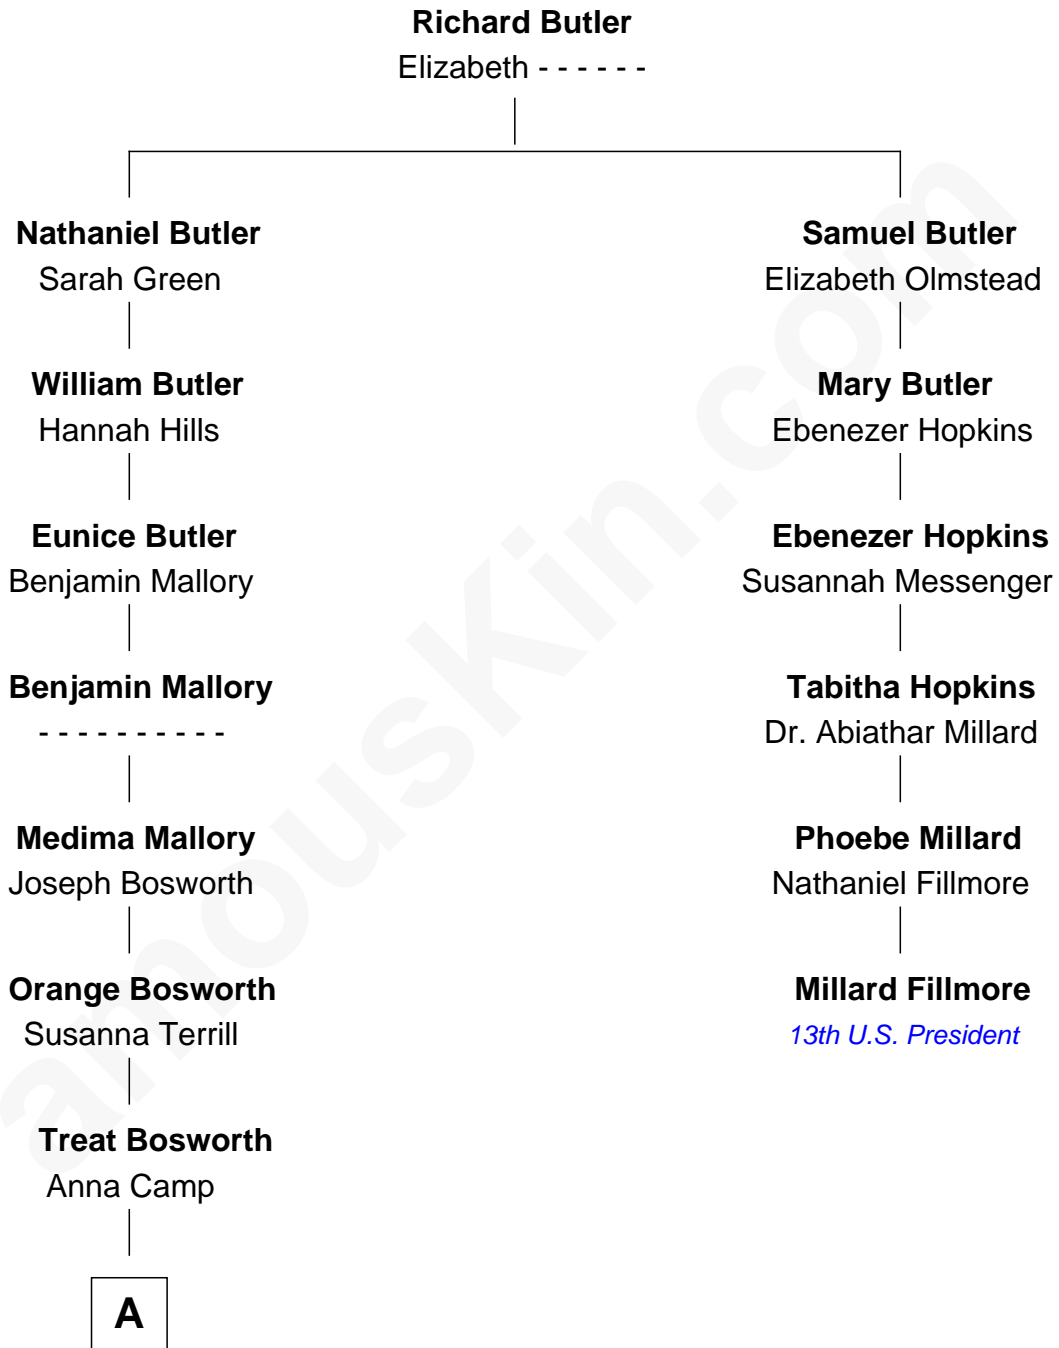 Richard Butler
Elizabeth - - - - - -
Nathaniel Butler
Sarah Green
William Butler
Hannah Hills
Eunice Butler
Benjamin Mallory
Benjamin Mallory
- - - - - - - - - -
Medima Mallory
Joseph Bosworth
Orange Bosworth
Susanna Terrill
Treat Bosworth
Anna Camp
A
Samuel Butler
Elizabeth Olmstead
Mary Butler
Ebenezer Hopkins
Ebenezer Hopkins
Susannah Messenger
Tabitha Hopkins
Dr. Abiathar Millard
Phoebe Millard
Nathaniel Fillmore
Millard Fillmore
13th U.S. President
amousKin.com